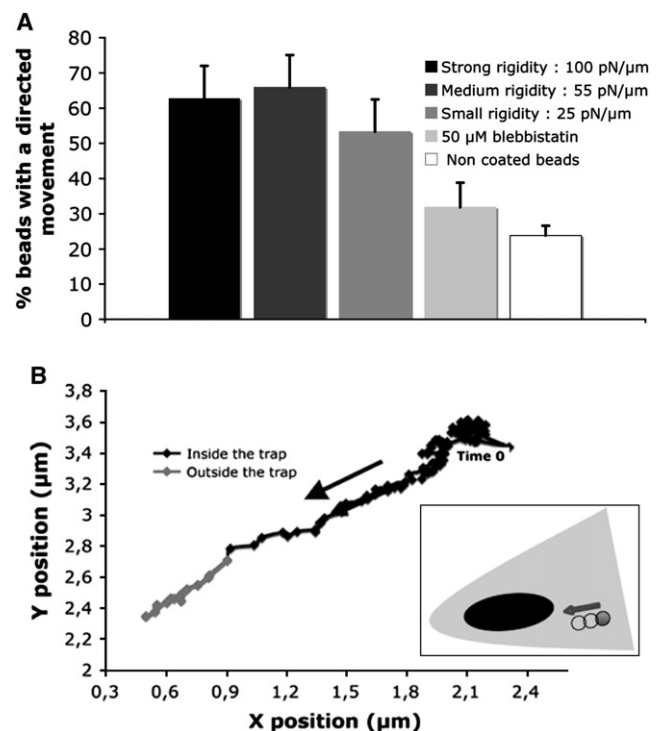 A
% beads with a directed
movement
80
70
60
50
40
30
20
10
0
Strong rigidity : 100 pN/µm
Medium rigidity : 55 pN/µm
Small rigidity : 25 pN/µm
50 µM blebbistatin
Non coated beads
B
Y position (µm)
3,8
3,6
3,4
3,2
3
2,8
2,6
2,4
2,2
2
Inside the trap
Outside the trap
Time 0
0,3 0,6 0,9 1,2 1,5 1,8 2,1 2,4
X position (µm)